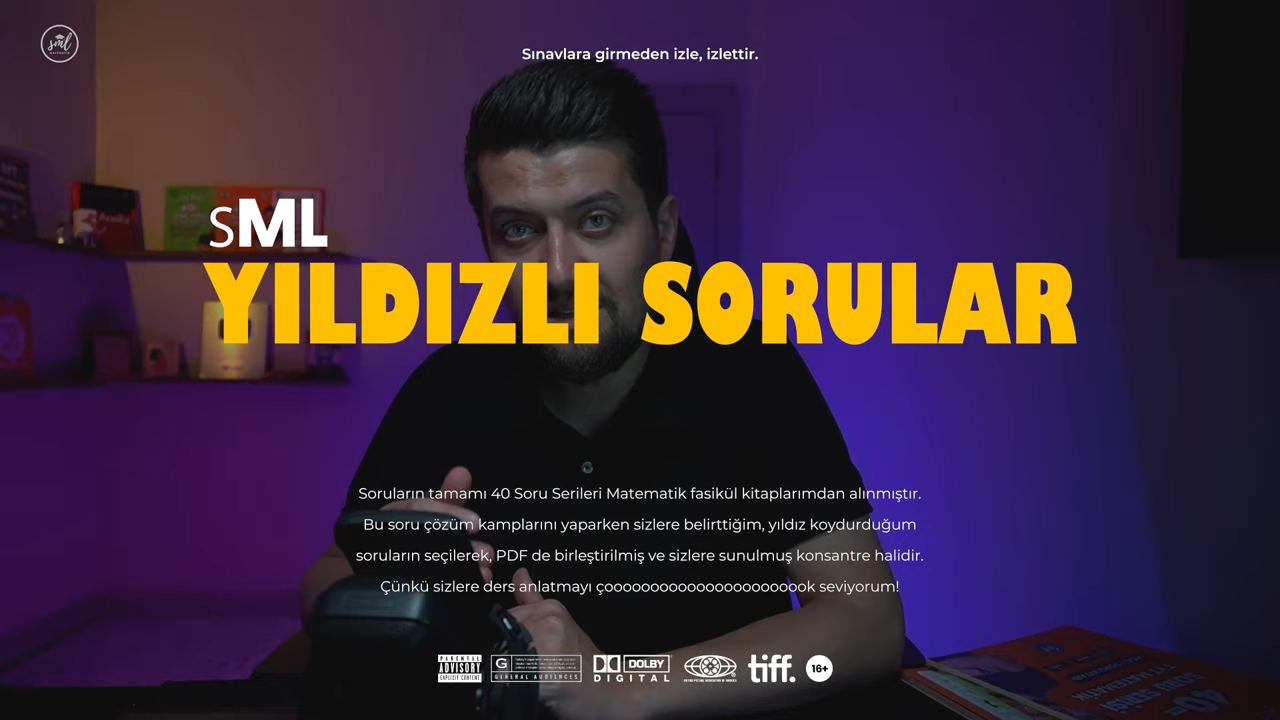 sml
Sınavlara girmeden izle, izlettir.
sML
YILDIZLI SORULAR
Soruların tamamı 40 Soru Serileri Matematik fasikül kitaplarımdan alınmıştır.
Bu soru çözüm kamplarını yaparken sizlere belirttiğim, yıldız koydurduğum
soruların seçilerek, PDF de birleştirilmiş ve sizlere sunulmuş konsantre halidir.
Çünkü sizlere ders anlatmayı çoooooooooooooooooooooook seviyorum!
PARENTAL
ADVISORY
EXPLICIT CONTENT
G
GENERAL AUDIENCES
DOLBY
DIGITAL
tiff.
16+